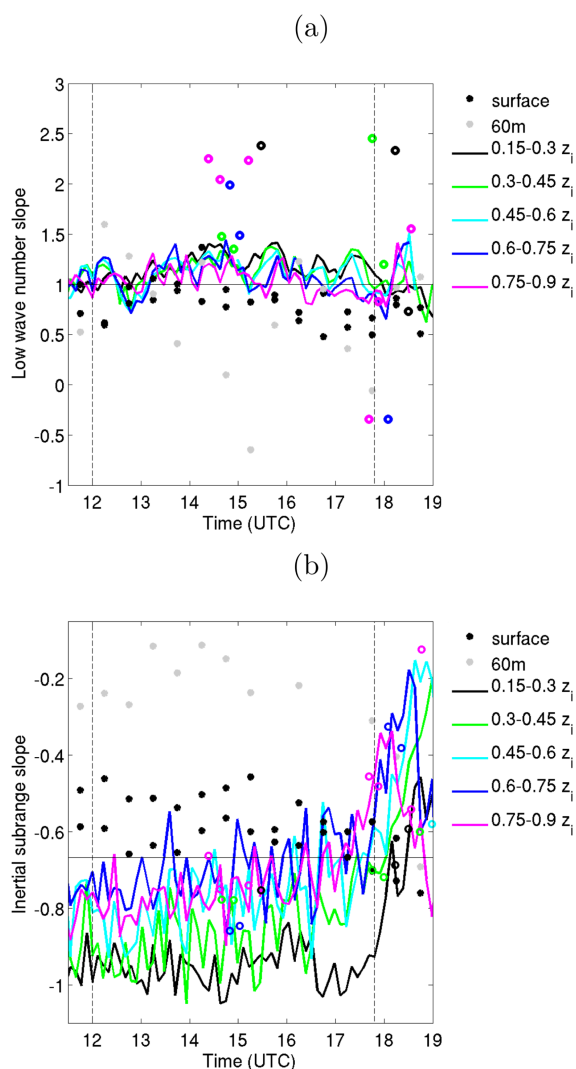 (a)
3
2.5
2
1.5
1
0.5
0
-0.5
-1
Low wave number slope
12 13 14 15 16 17 18 19
Time (UTC)
surface
60m
0.15-0.3 z_i
0.3-0.45 z_i
0.45-0.6 z_i
0.6-0.75 z_i
0.75-0.9 z_i
(b)
-0.2
-0.4
-0.6
-0.8
-1
Inertial subrange slope
12 13 14 15 16 17 18 19
Time (UTC)
surface
60m
0.15-0.3 z_i
0.3-0.45 z_i
0.45-0.6 z_i
0.6-0.75 z_i
0.75-0.9 z_i